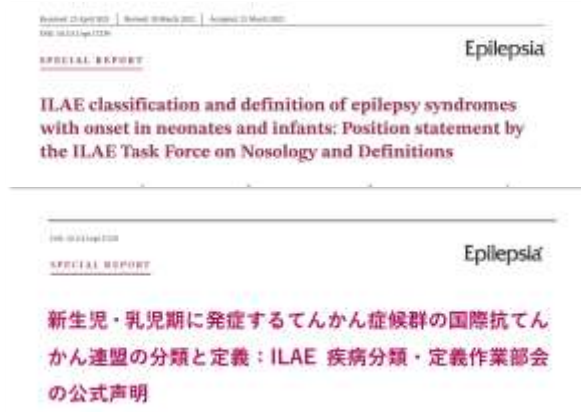 Epilepsia
SPECIAL REPORT
ILAE classification and definition of epilepsy syndromes
with onset in neonates and infants: Position statement by
the ILAE Task Force on Nosology and Definitions
Epilepsia
SPECIAL REPORT
新生児・乳児期に発症するてんかん症候群の国際抗てん
かん連盟の分類と定義：ILAE 疾病分類・定義作業部会
の公式声明